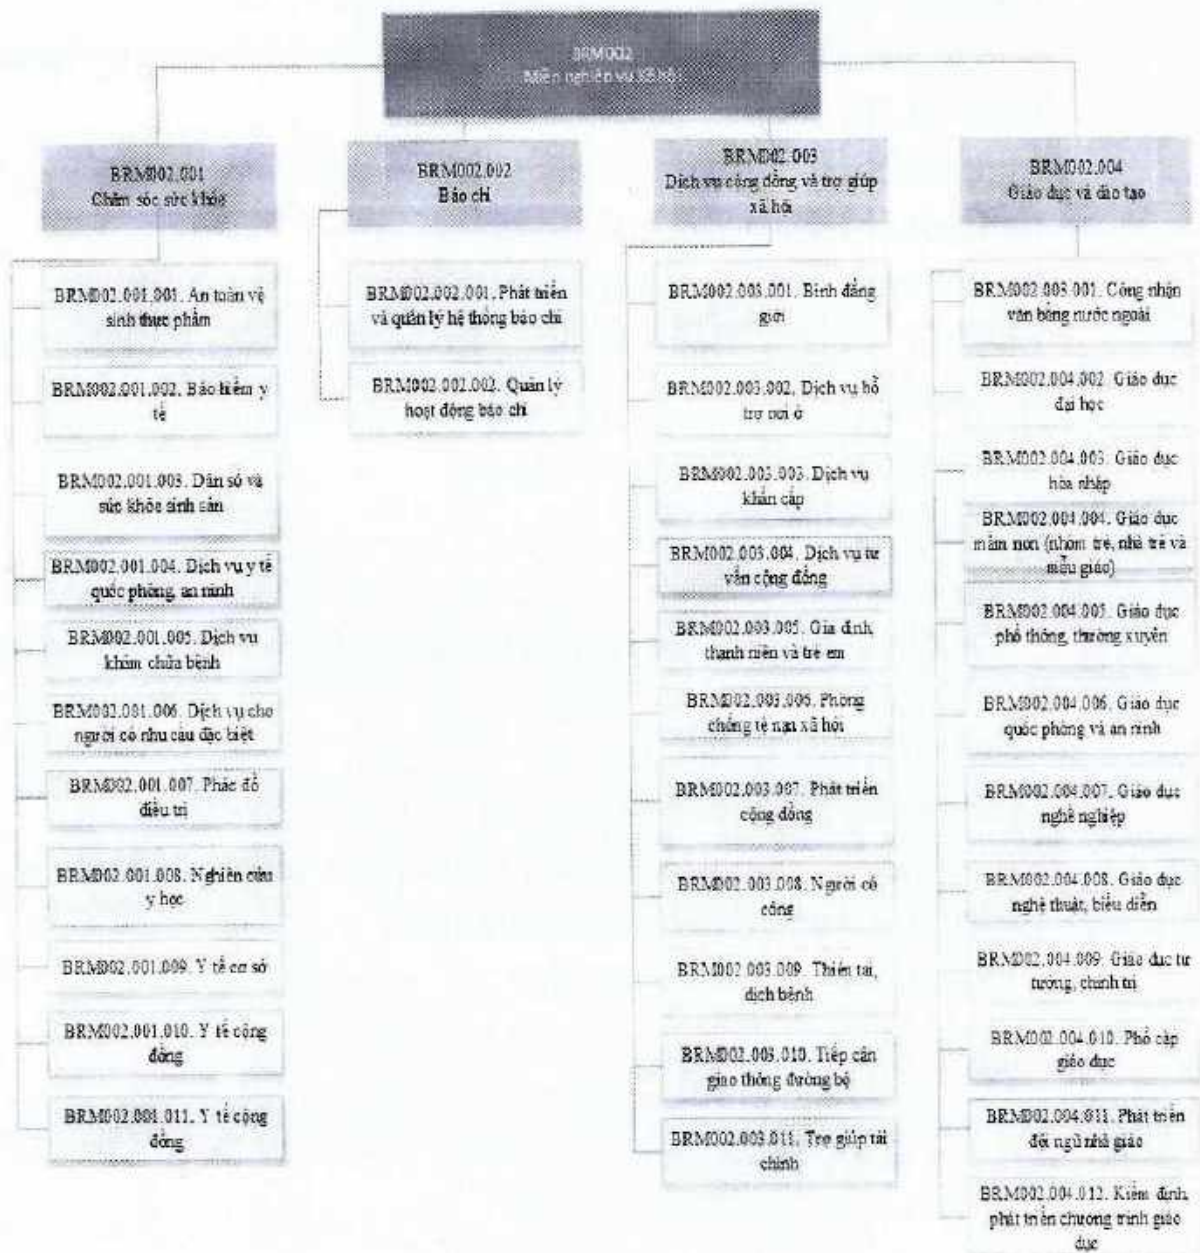 BRM002
Miền nghiệp vụ Xã hội
BRM002.001
Chăm sóc sức khỏe
BRM002.001.001. An toàn vệ
sinh thực phẩm
BRM002.001.002. Bảo hiểm y
tế
BRM002.001.003. Dân số và
sức khỏe sinh sản
BRM002.001.004. Dịch vụ y tế
quốc phòng, an ninh
BRM002.001.005. Dịch vụ
khám chữa bệnh
BRM002.001.006. Dịch vụ cho
người có nhu cầu đặc biệt
BRM002.001.007. Phác đồ
điều trị
BRM002.001.008. Nghiên cứu
y học
BRM002.001.009. Y tế cơ sở
BRM002.001.010. Y tế cộng
đồng
BRM002.001.011. Y tế cộng
đồng
BRM002.002
Báo chí
BRM002.002.001. Phát triển
và quản lý hệ thống báo chí
BRM002.002.002. Quản lý
hoạt động báo chí
BRM002.003
Dịch vụ cộng đồng và trợ giúp
xã hội
BRM002.003.001. Bình đẳng
giới
BRM002.003.002. Dịch vụ hỗ
trợ nơi ở
BRM002.003.003. Dịch vụ
khẩn cấp
BRM002.003.004. Dịch vụ tư
vấn cộng đồng
BRM002.003.005. Gia đình,
thanh niên và trẻ em
BRM002.003.006. Phòng
chống tệ nạn xã hội
BRM002.003.007. Phát triển
cộng đồng
BRM002.003.008. Người có
công
BRM002.003.009. Thiên tai,
dịch bệnh
BRM002.003.010. Tiếp cận
giao thông đường bộ
BRM002.003.011. Trợ giúp tài
chính
BRM002.004
Giáo dục và đào tạo
BRM002.003.001. Công nhận
văn bằng nước ngoài
BRM002.004.002. Giáo dục
đại học
BRM002.004.003. Giáo dục
hòa nhập
BRM002.004.004. Giáo dục
mầm non (nhóm trẻ, nhà trẻ và
mẫu giáo)
BRM002.004.005. Giáo dục
phổ thông, thường xuyên
BRM002.004.006. Giáo dục
quốc phòng và an ninh
BRM002.004.007. Giáo dục
nghề nghiệp
BRM002.004.008. Giáo dục
nghệ thuật, biểu diễn
BRM002.004.009. Giáo dục tư
tưởng, chính trị
BRM002.004.010. Phổ cập
giáo dục
BRM002.004.011. Phát triển
đội ngũ nhà giáo
BRM002.004.012. Kiểm định,
phát triển chương trình giáo
dục